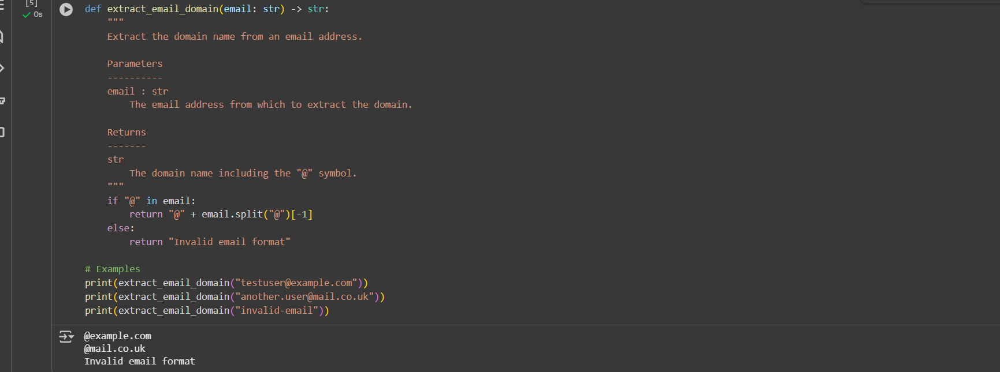 [5]
0s
def extract_email_domain(email: str) -> str:
    """
    Extract the domain name from an email address.

    Parameters
    ----------
    email : str
        The email address from which to extract the domain.

    Returns
    -------
    str
        The domain name including the "@" symbol.
    """
    if "@" in email:
        return "@" + email.split("@")[-1]
    else:
        return "Invalid email format"

# Examples
print(extract_email_domain("testuser@example.com"))
print(extract_email_domain("another.user@mail.co.uk"))
print(extract_email_domain("invalid-email"))
@example.com
@mail.co.uk
Invalid email format